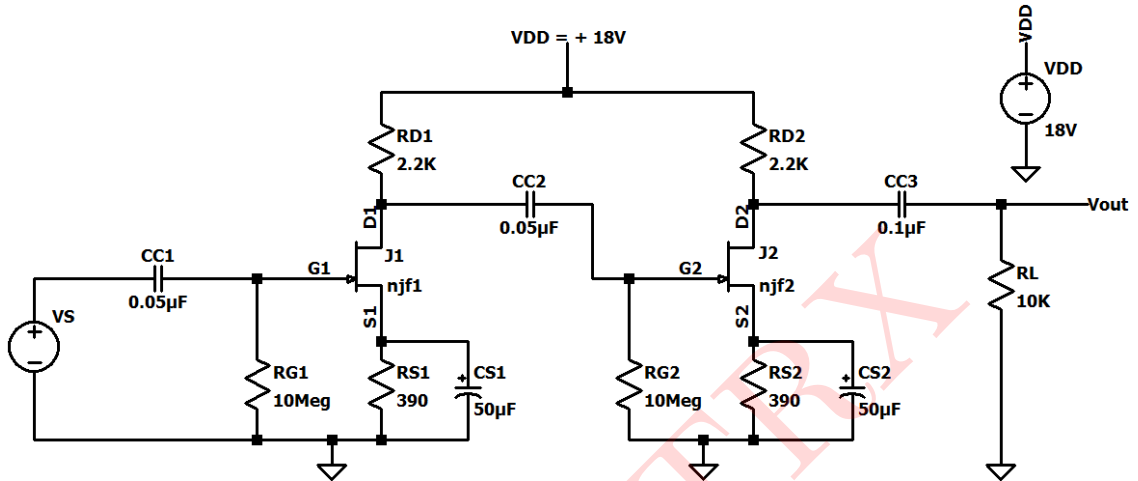 VDD = + 18V
VDD
VDD
18V
RD1
2.2K
RD2
2.2K
CC2
0.05µF
CC3
0.1µF
Vout
D1
D2
CC1
0.05µF
G1
J1
njf1
G2
J2
njf2
RL
10K
VS
S1
S2
RG1
10Meg
RS1
390
CS1
50µF
RG2
10Meg
RS2
390
CS2
50µF